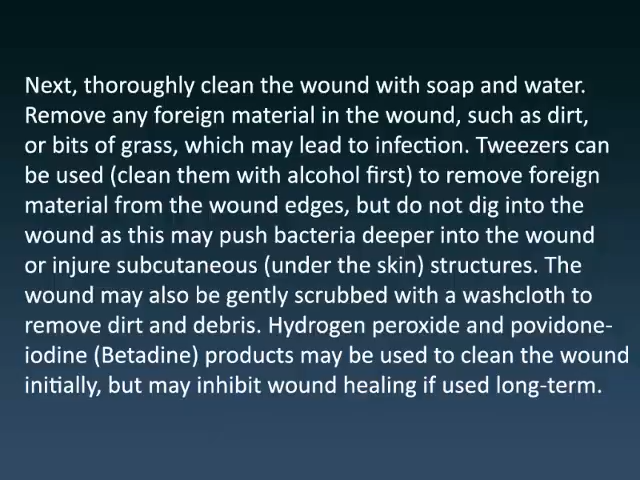 Next, thoroughly clean the wound with soap and water.
Remove any foreign material in the wound, such as dirt,
or bits of grass, which may lead to infection. Tweezers can
be used (clean them with alcohol first) to remove foreign
material from the wound edges, but do not dig into the
wound as this may push bacteria deeper into the wound
or injure subcutaneous (under the skin) structures. The
wound may also be gently scrubbed with a washcloth to
remove dirt and debris. Hydrogen peroxide and povidone-
iodine (Betadine) products may be used to clean the wound
initially, but may inhibit wound healing if used long-term.